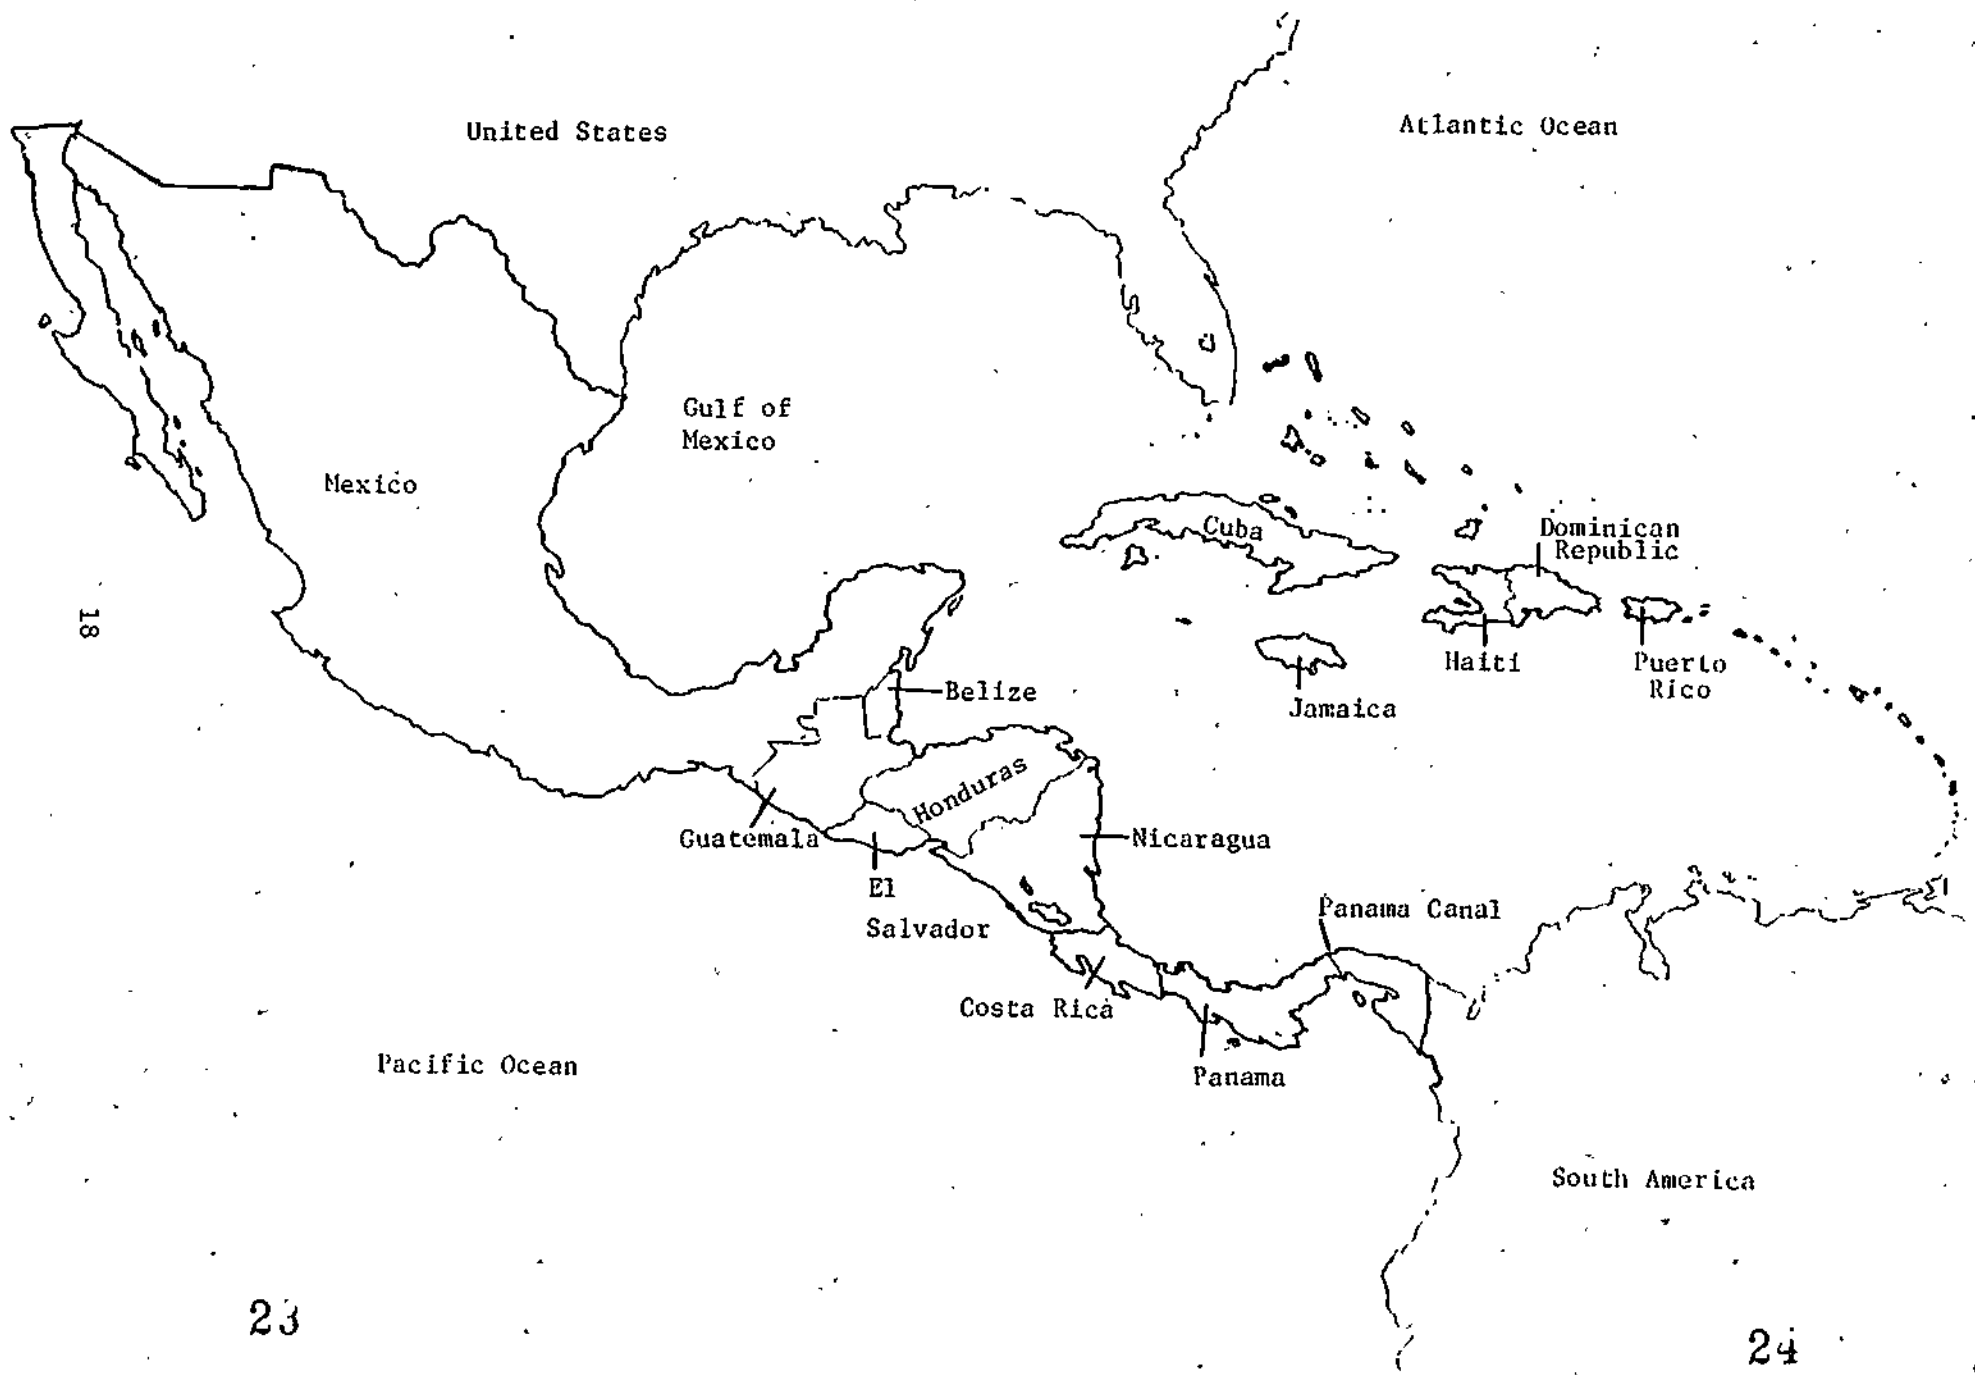 United States
Atlantic Ocean
Gulf of
Mexico
Mexico
Cuba
Dominican
Republic
18
Haiti
Puerto
Rico
Belize
Jamaica
Honduras
Guatemala
Nicaragua
El
Salvador
Panama Canal
Costa Rica
Pacific Ocean
Panama
South America
23
24